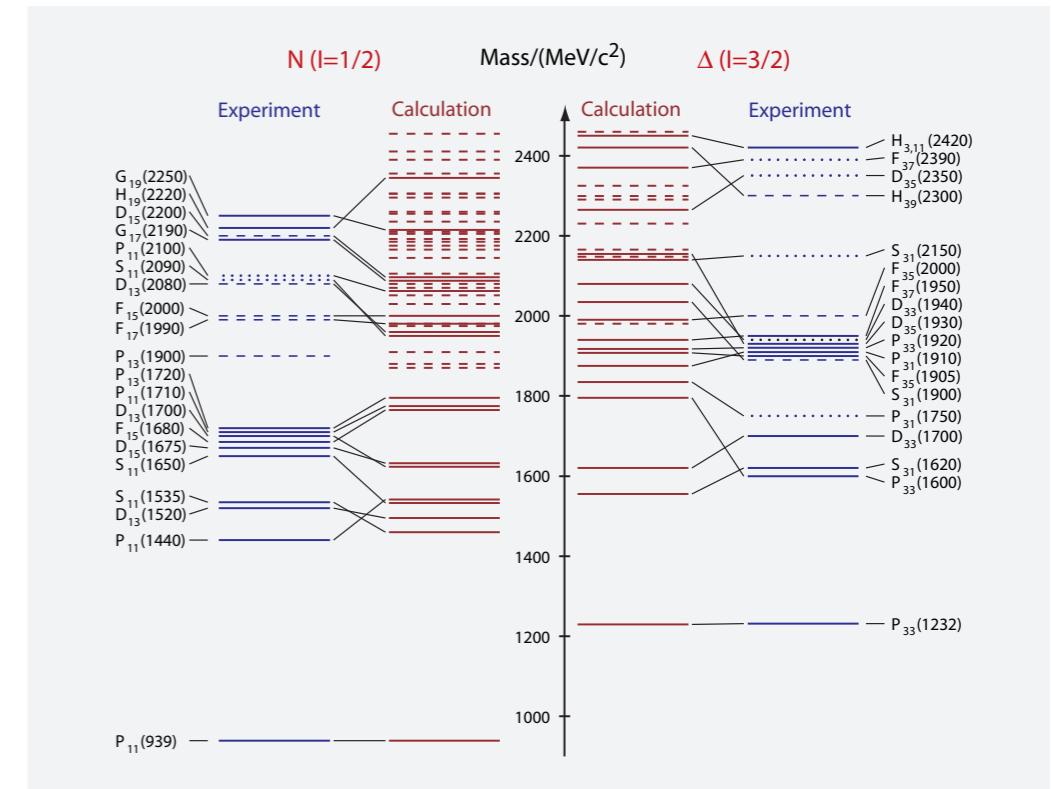 N (I=1/2) Mass/(MeV/c²) Δ (I=3/2)
Experiment Calculation Calculation Experiment
G₁₉(2250)
H₁₉(2220)
D₁₅(2200)
G₁₇(2190)
P₁₁(2100)
S₁₁(2090)
D₁₃(2080)
F₁₅(2000)
F₁₇(1990)
P₁₃(1900)
P₁₃(1720)
P₁₁(1710)
D₁₃(1700)
F₁₅(1680)
D₁₅(1675)
S₁₁(1650)
S₁₁(1535)
D₁₃(1520)
P₁₁(1440)
P₁₁(939)
2400
2200
2000
1800
1600
1400
1200
1000
H₃,₁₁(2420)
F₃₇(2390)
D₃₅(2350)
H₃₉(2300)
S₃₁(2150)
F₃₅(2000)
F₃₇(1950)
D₃₃(1940)
D₃₅(1930)
P₃₃(1920)
P₃₁(1910)
F₃₅(1905)
S₃₁(1900)
P₃₁(1750)
D₃₃(1700)
S₃₁(1620)
P₃₃(1600)
P₃₃(1232)